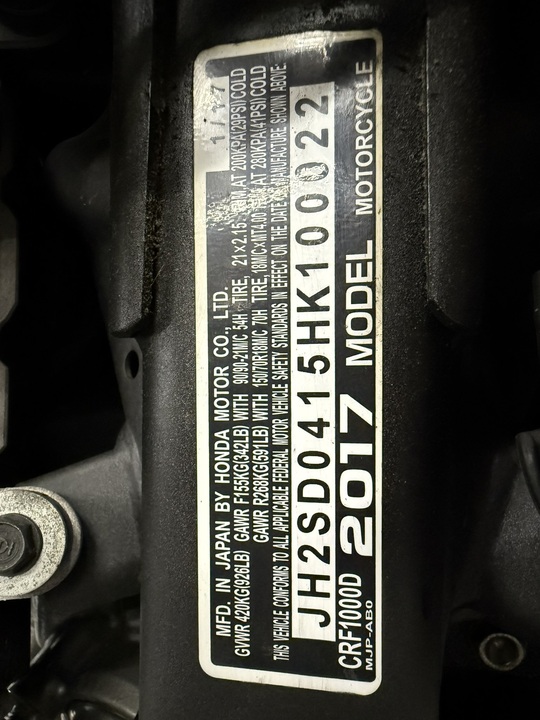 MFD. IN JAPAN BY HONDA MOTOR CO., LTD. 1/17
GVWR 420KG(926LB) GAWR F155KG(342LB) WITH 90/90-21M/C 54H TIRE, 21×2.15 RIM, AT 200KPA(29PSI)COLD
GAWR R268KG(591LB) WITH 150/70R18M/C 70H TIRE, 18M/C×MT4.00 RIM, AT 280KPA(41PSI)COLD
THIS VEHICLE CONFORMS TO ALL APPLICABLE FEDERAL MOTOR VEHICLE SAFETY STANDARDS IN EFFECT ON THE DATE OF MANUFACTURE SHOWN ABOVE.
JH2SD0415HK100022
CRF1000D 2017 MODEL MOTORCYCLE
MJP-AB0